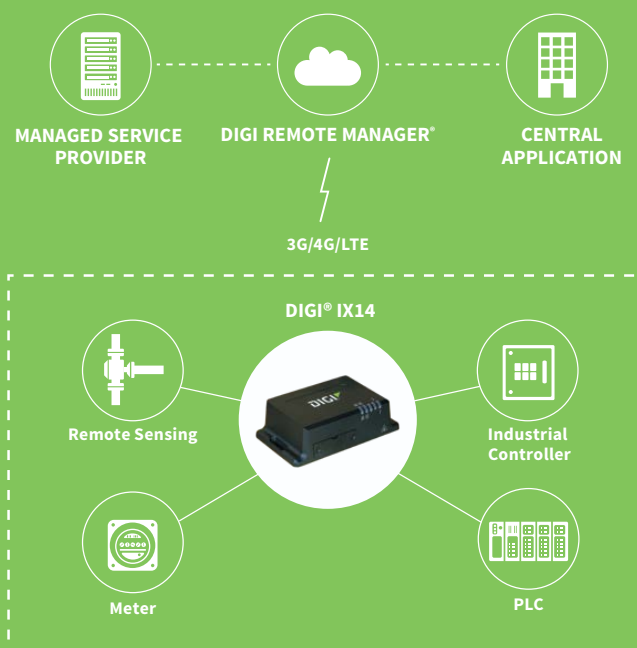 MANAGED SERVICE
PROVIDER
DIGI REMOTE MANAGER®
CENTRAL
APPLICATION
3G/4G/LTE
DIGI® IX14
DIGI
Remote Sensing
Industrial
Controller
Meter
PLC